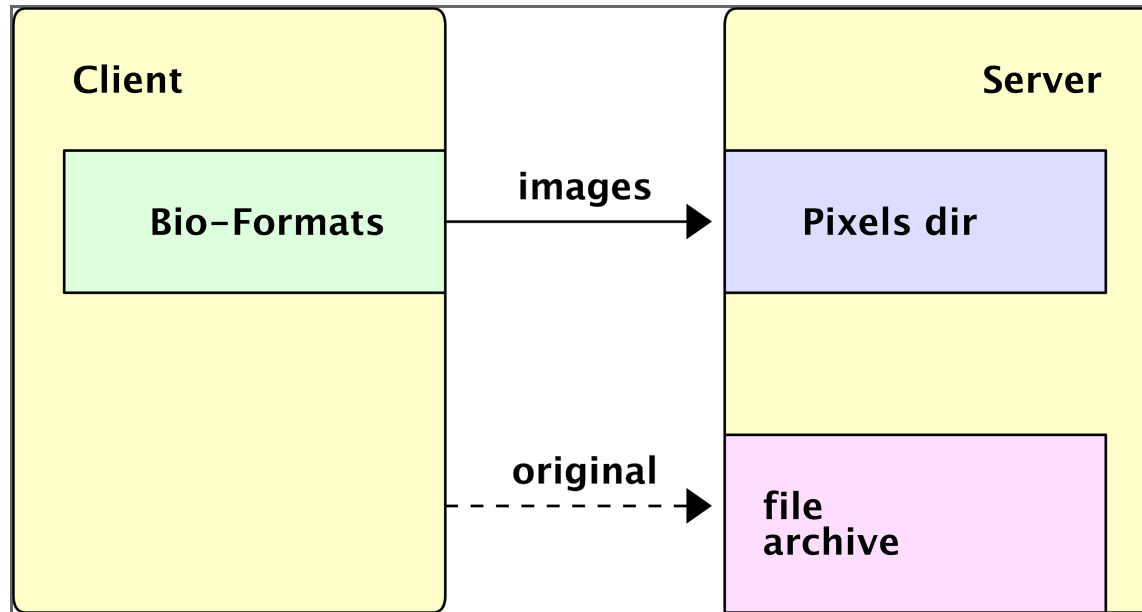 Client
Server
images
Bio-Formats
Pixels dir
original
file
archive